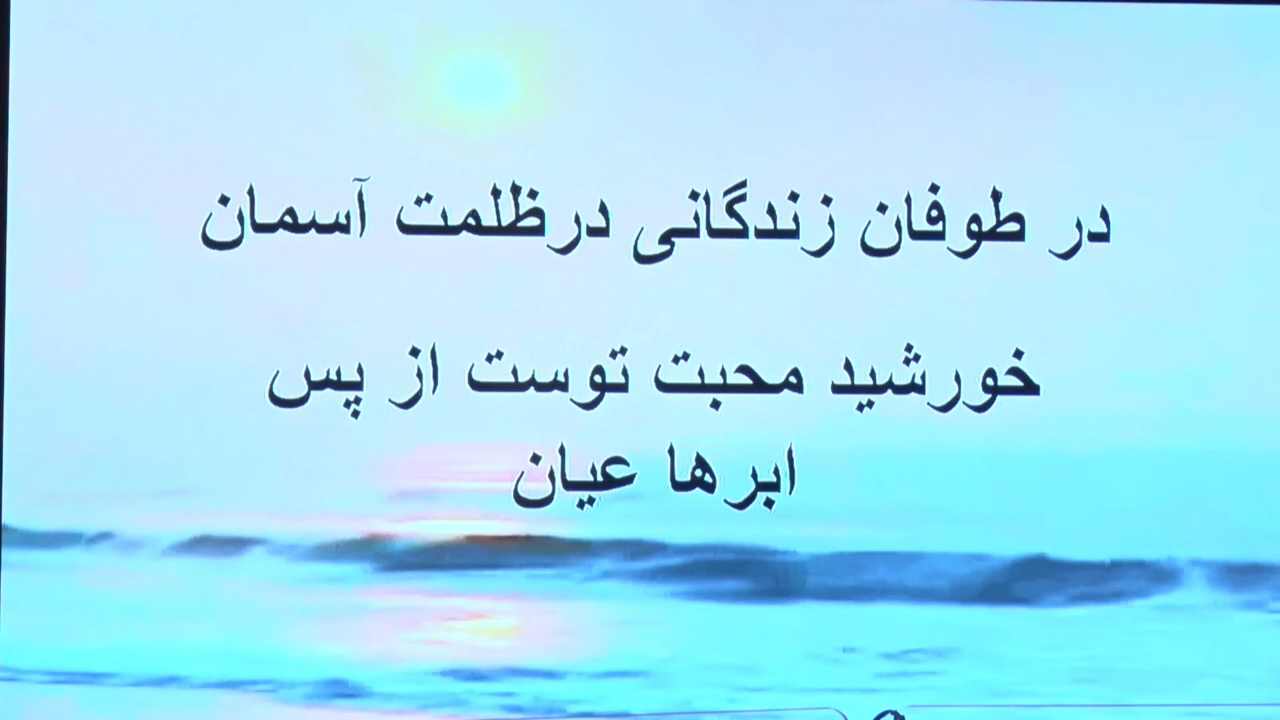 در طوفان زندگانی درظلمت آسمان
خورشید محبت توست از پس
ابرها عیان